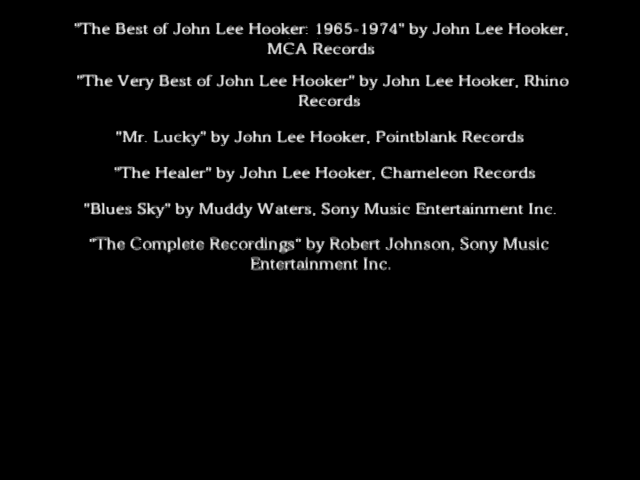 "The Best of John Lee Hooker: 1965-1974" by John Lee Hooker,
MCA Records
"The Very Best of John Lee Hooker" by John Lee Hooker, Rhino
Records
"Mr. Lucky" by John Lee Hooker, Pointblank Records
"The Healer" by John Lee Hooker, Chameleon Records
"Blues Sky" by Muddy Waters, Sony Music Entertainment Inc.
"The Complete Recordings" by Robert Johnson, Sony Music
Entertainment Inc.